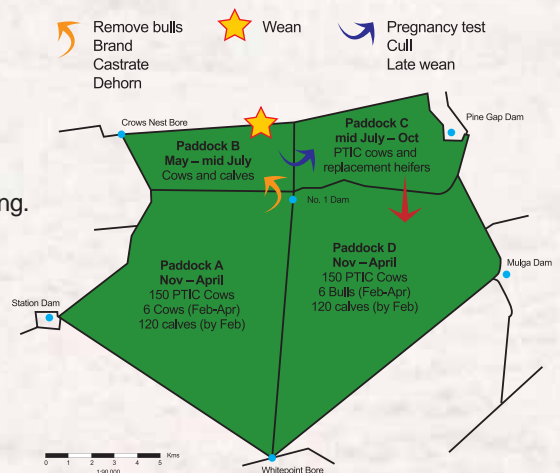 Remove bulls
Brand
Castrate
Dehorn
Wean
Pregnancy test
Cull
Late wean
Crows Nest Bore
Pine Gap Dam
Paddock B
May – mid July
Cows and calves
Paddock C
mid July – Oct
PTIC cows and
replacement heifers
ng.
No. 1 Dam
Paddock A
Nov – April
150 PTIC Cows
6 Cows (Feb-Apr)
120 calves (by Feb)
Paddock D
Nov – April
150 PTIC Cows
6 Bulls (Feb-Apr)
120 calves (by Feb)
Mulga Dam
Station Dam
0 1 2 3 4 5 Kms
1:90,000
Whitepoint Bore